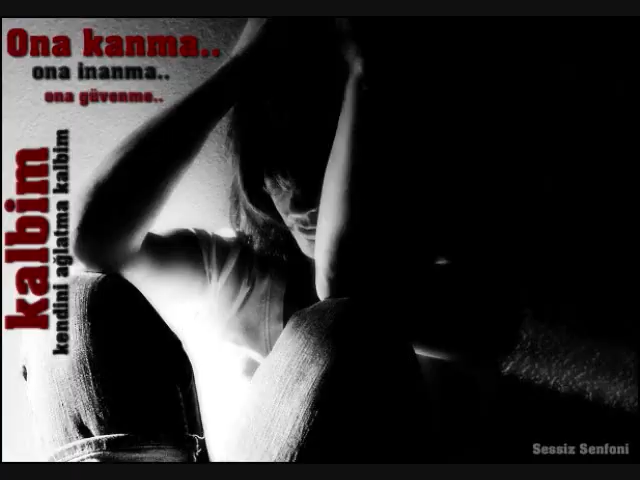 Ona kanma..
ona inanma..
ona güvenme..
kalbim
kendini ağlatma kalbim
Sessiz Senfoni